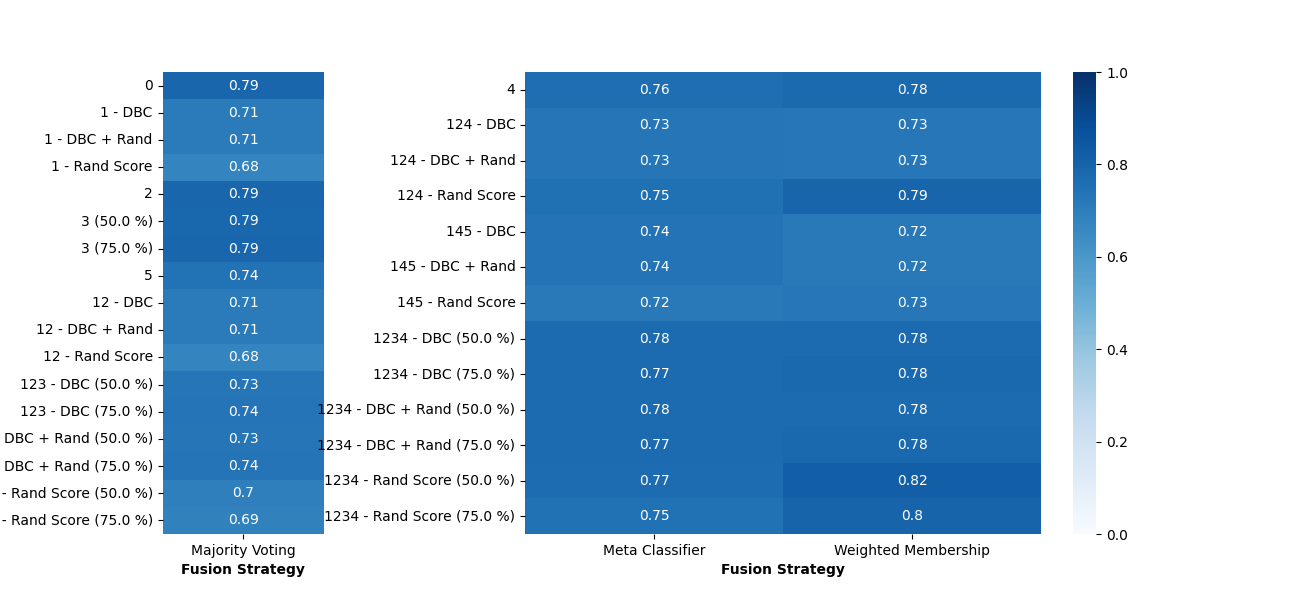 0 0.79
1 - DBC 0.71
1 - DBC + Rand 0.71
1 - Rand Score 0.68
2 0.79
3 (50.0 %) 0.79
3 (75.0 %) 0.79
5 0.74
12 - DBC 0.71
12 - DBC + Rand 0.71
12 - Rand Score 0.68
123 - DBC (50.0 %) 0.73
123 - DBC (75.0 %) 0.74
DBC + Rand (50.0 %) 0.73
DBC + Rand (75.0 %) 0.74
- Rand Score (50.0 %) 0.7
- Rand Score (75.0 %) 0.69
Majority Voting
Fusion Strategy
4 0.76 0.78
124 - DBC 0.73 0.73
124 - DBC + Rand 0.73 0.73
124 - Rand Score 0.75 0.79
145 - DBC 0.74 0.72
145 - DBC + Rand 0.74 0.72
145 - Rand Score 0.72 0.73
1234 - DBC (50.0 %) 0.78 0.78
1234 - DBC (75.0 %) 0.77 0.78
1234 - DBC + Rand (50.0 %) 0.78 0.78
1234 - DBC + Rand (75.0 %) 0.77 0.78
1234 - Rand Score (50.0 %) 0.77 0.82
1234 - Rand Score (75.0 %) 0.75 0.8
Meta Classifier Weighted Membership
Fusion Strategy
1.0
0.8
0.6
0.4
0.2
0.0